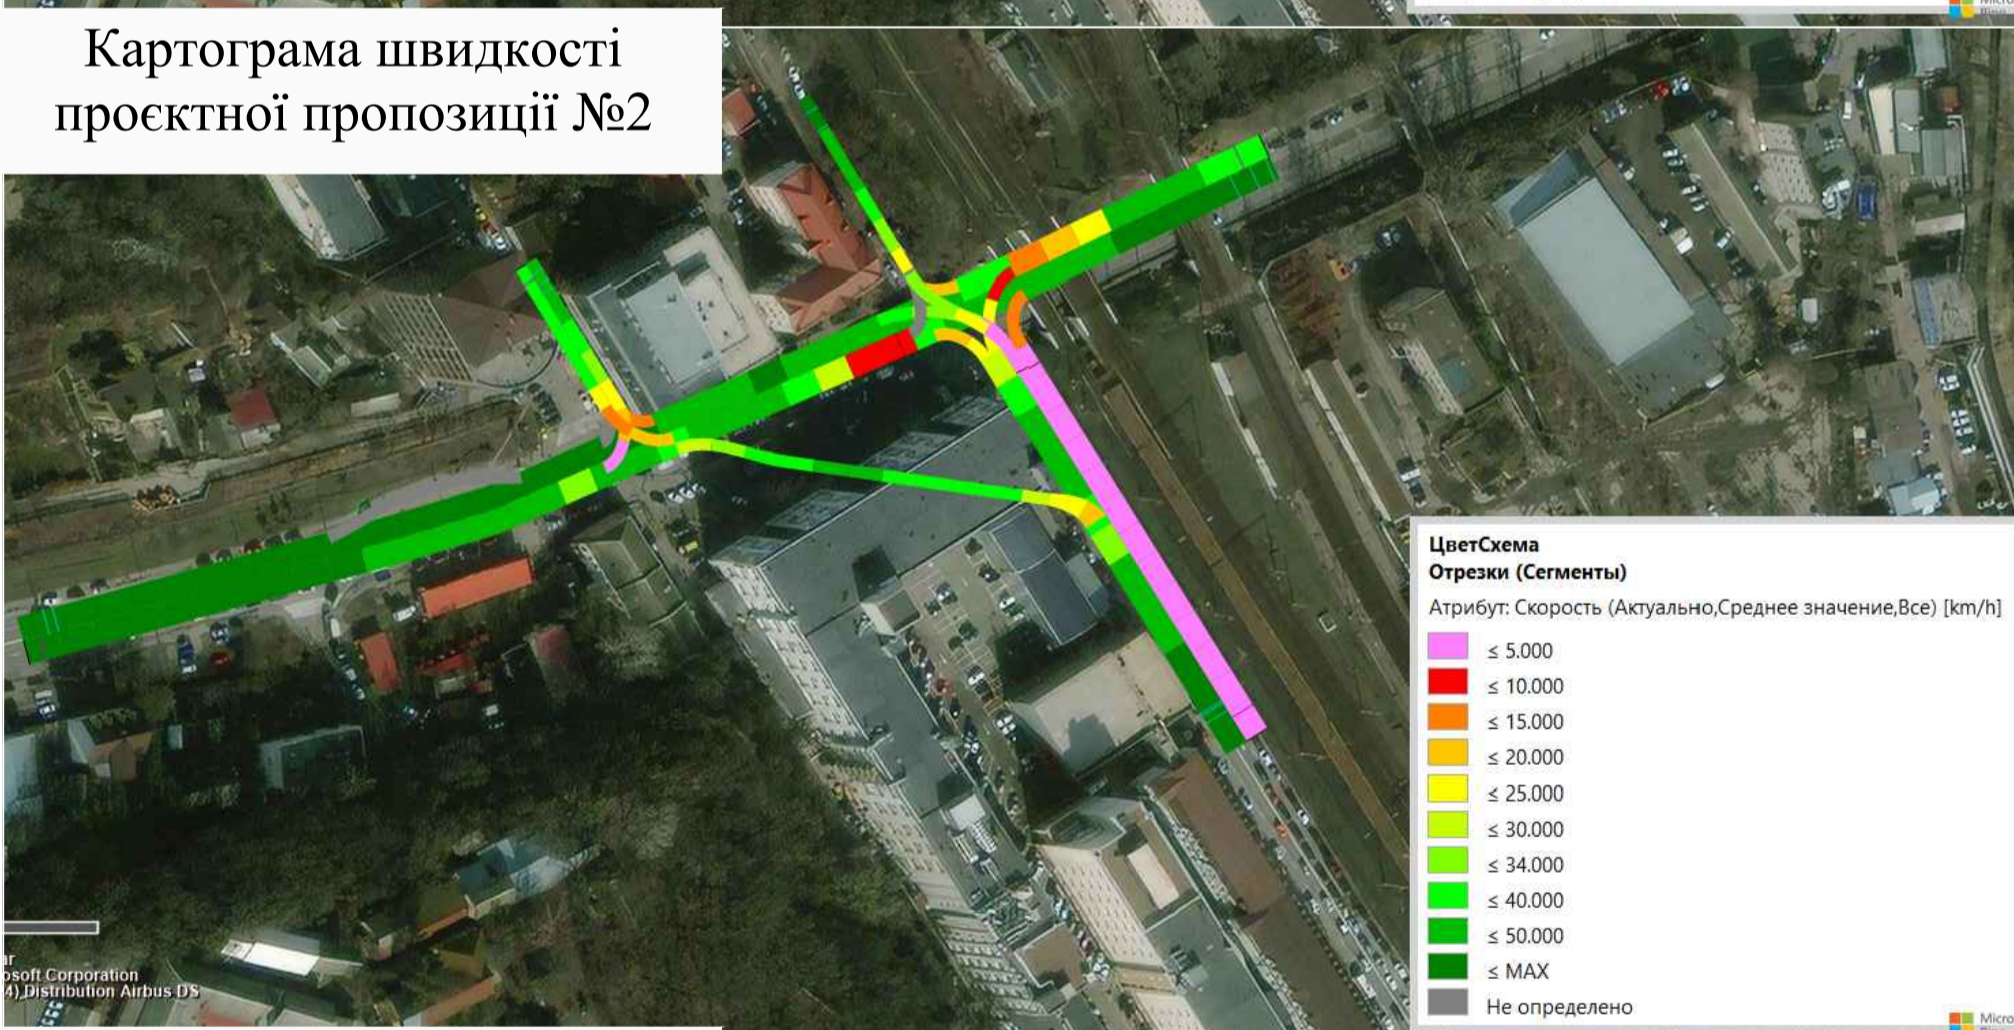 Картограма швидкості
проєктної пропозиції №2
ЦветСхема
Отрезки (Сегменты)
Атрибут: Скорость (Актуально,Среднее значение,Все) [km/h]
≤ 5.000
≤ 10.000
≤ 15.000
≤ 20.000
≤ 25.000
≤ 30.000
≤ 34.000
≤ 40.000
≤ 50.000
≤ MAX
Не определено
osoft Corporation
4) Distribution Airbus DS
Micro